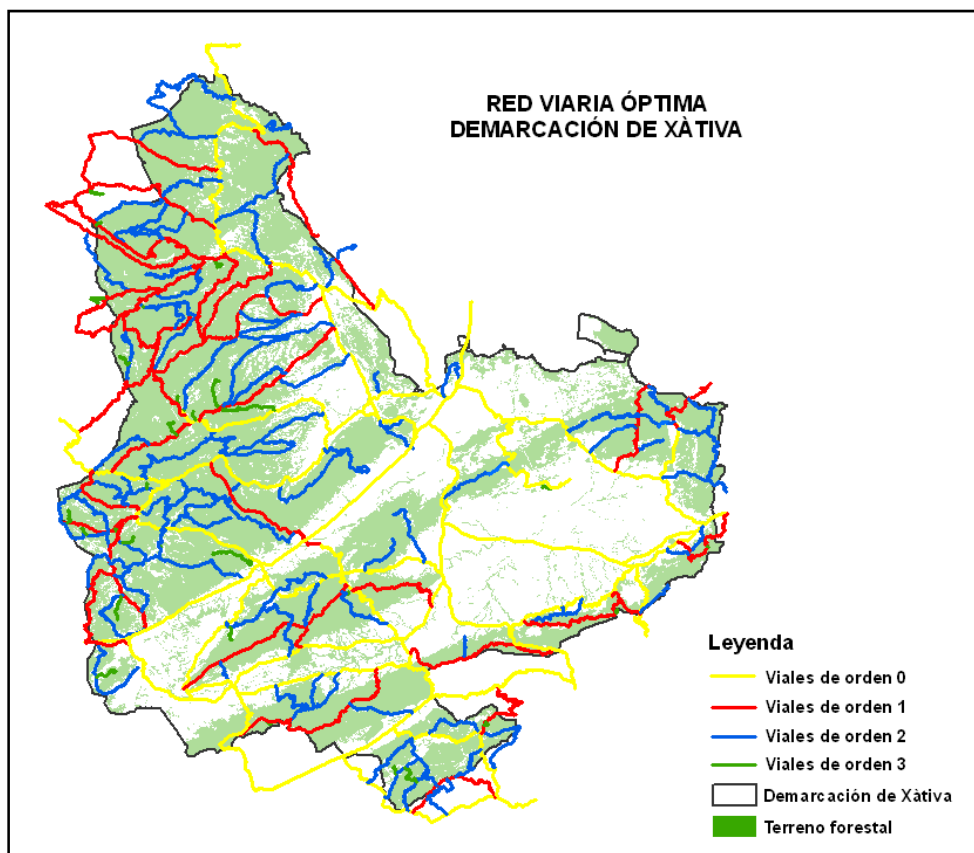 RED VIARIA ÓPTIMA
DEMARCACIÓN DE XÀTIVA
Leyenda
Viales de orden 0
Viales de orden 1
Viales de orden 2
Viales de orden 3
Demarcación de Xàtiva
Terreno forestal